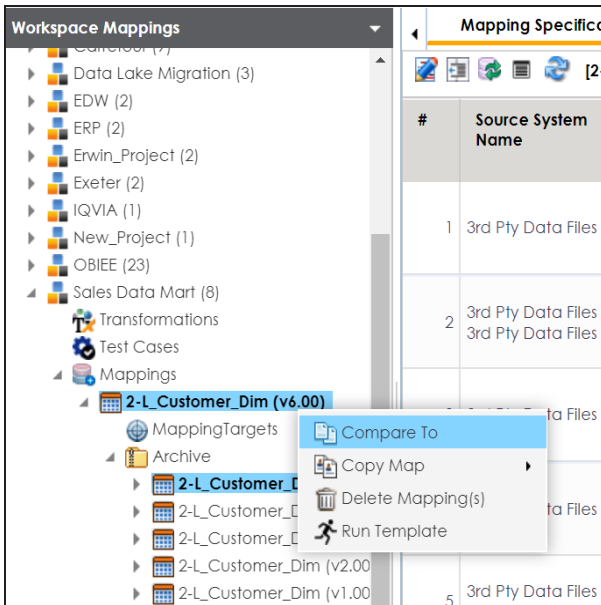 Workspace Mappings
Carrefour (7)
Data Lake Migration (3)
EDW (2)
ERP (2)
Erwin_Project (2)
Exeter (2)
IQVIA (1)
New_Project (1)
OBIEE (23)
Sales Data Mart (8)
Transformations
Test Cases
Mappings
2-L_Customer_Dim (v6.00)
MappingTargets
Archive
2-L_Customer_D
2-L_Customer_D
2-L_Customer_D
2-L_Customer_Dim (v2.00
2-L_Customer_Dim (v1.00
Compare To
Copy Map
Delete Mapping(s)
Run Template
Mapping Specific
[2
#
Source System
Name
1
3rd Pty Data Files
2
3rd Pty Data Files
3rd Pty Data Files
ta Files
ta Files
5
3rd Pty Data Files